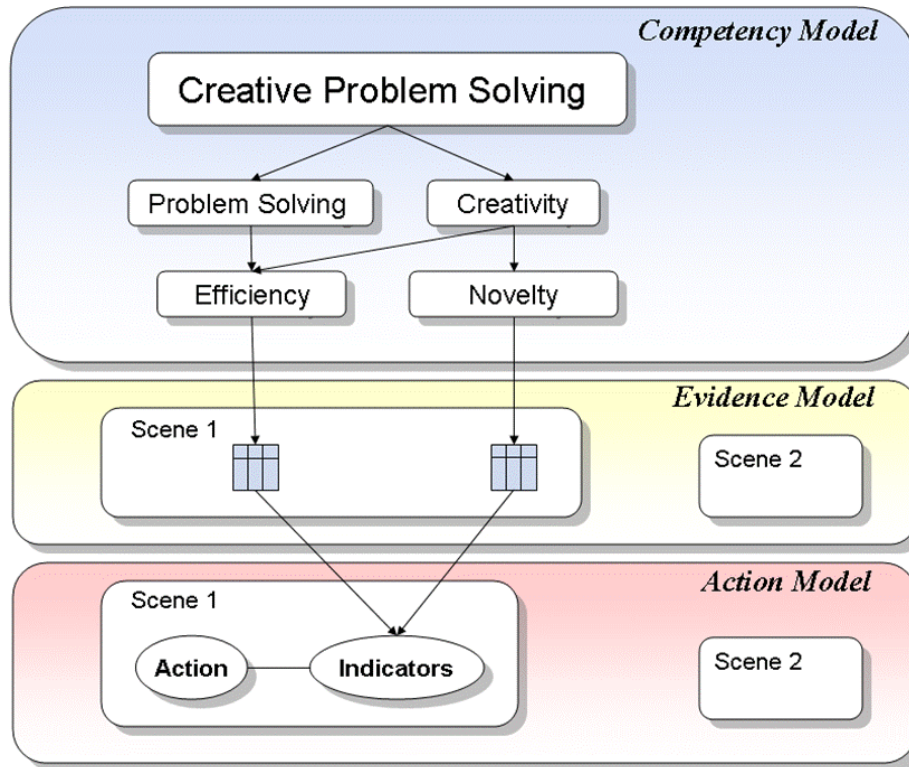 Competency Model
Creative Problem Solving
Problem Solving
Creativity
Efficiency
Novelty
Evidence Model
Scene 1
Scene 2
Action Model
Scene 1
Action
Indicators
Scene 2